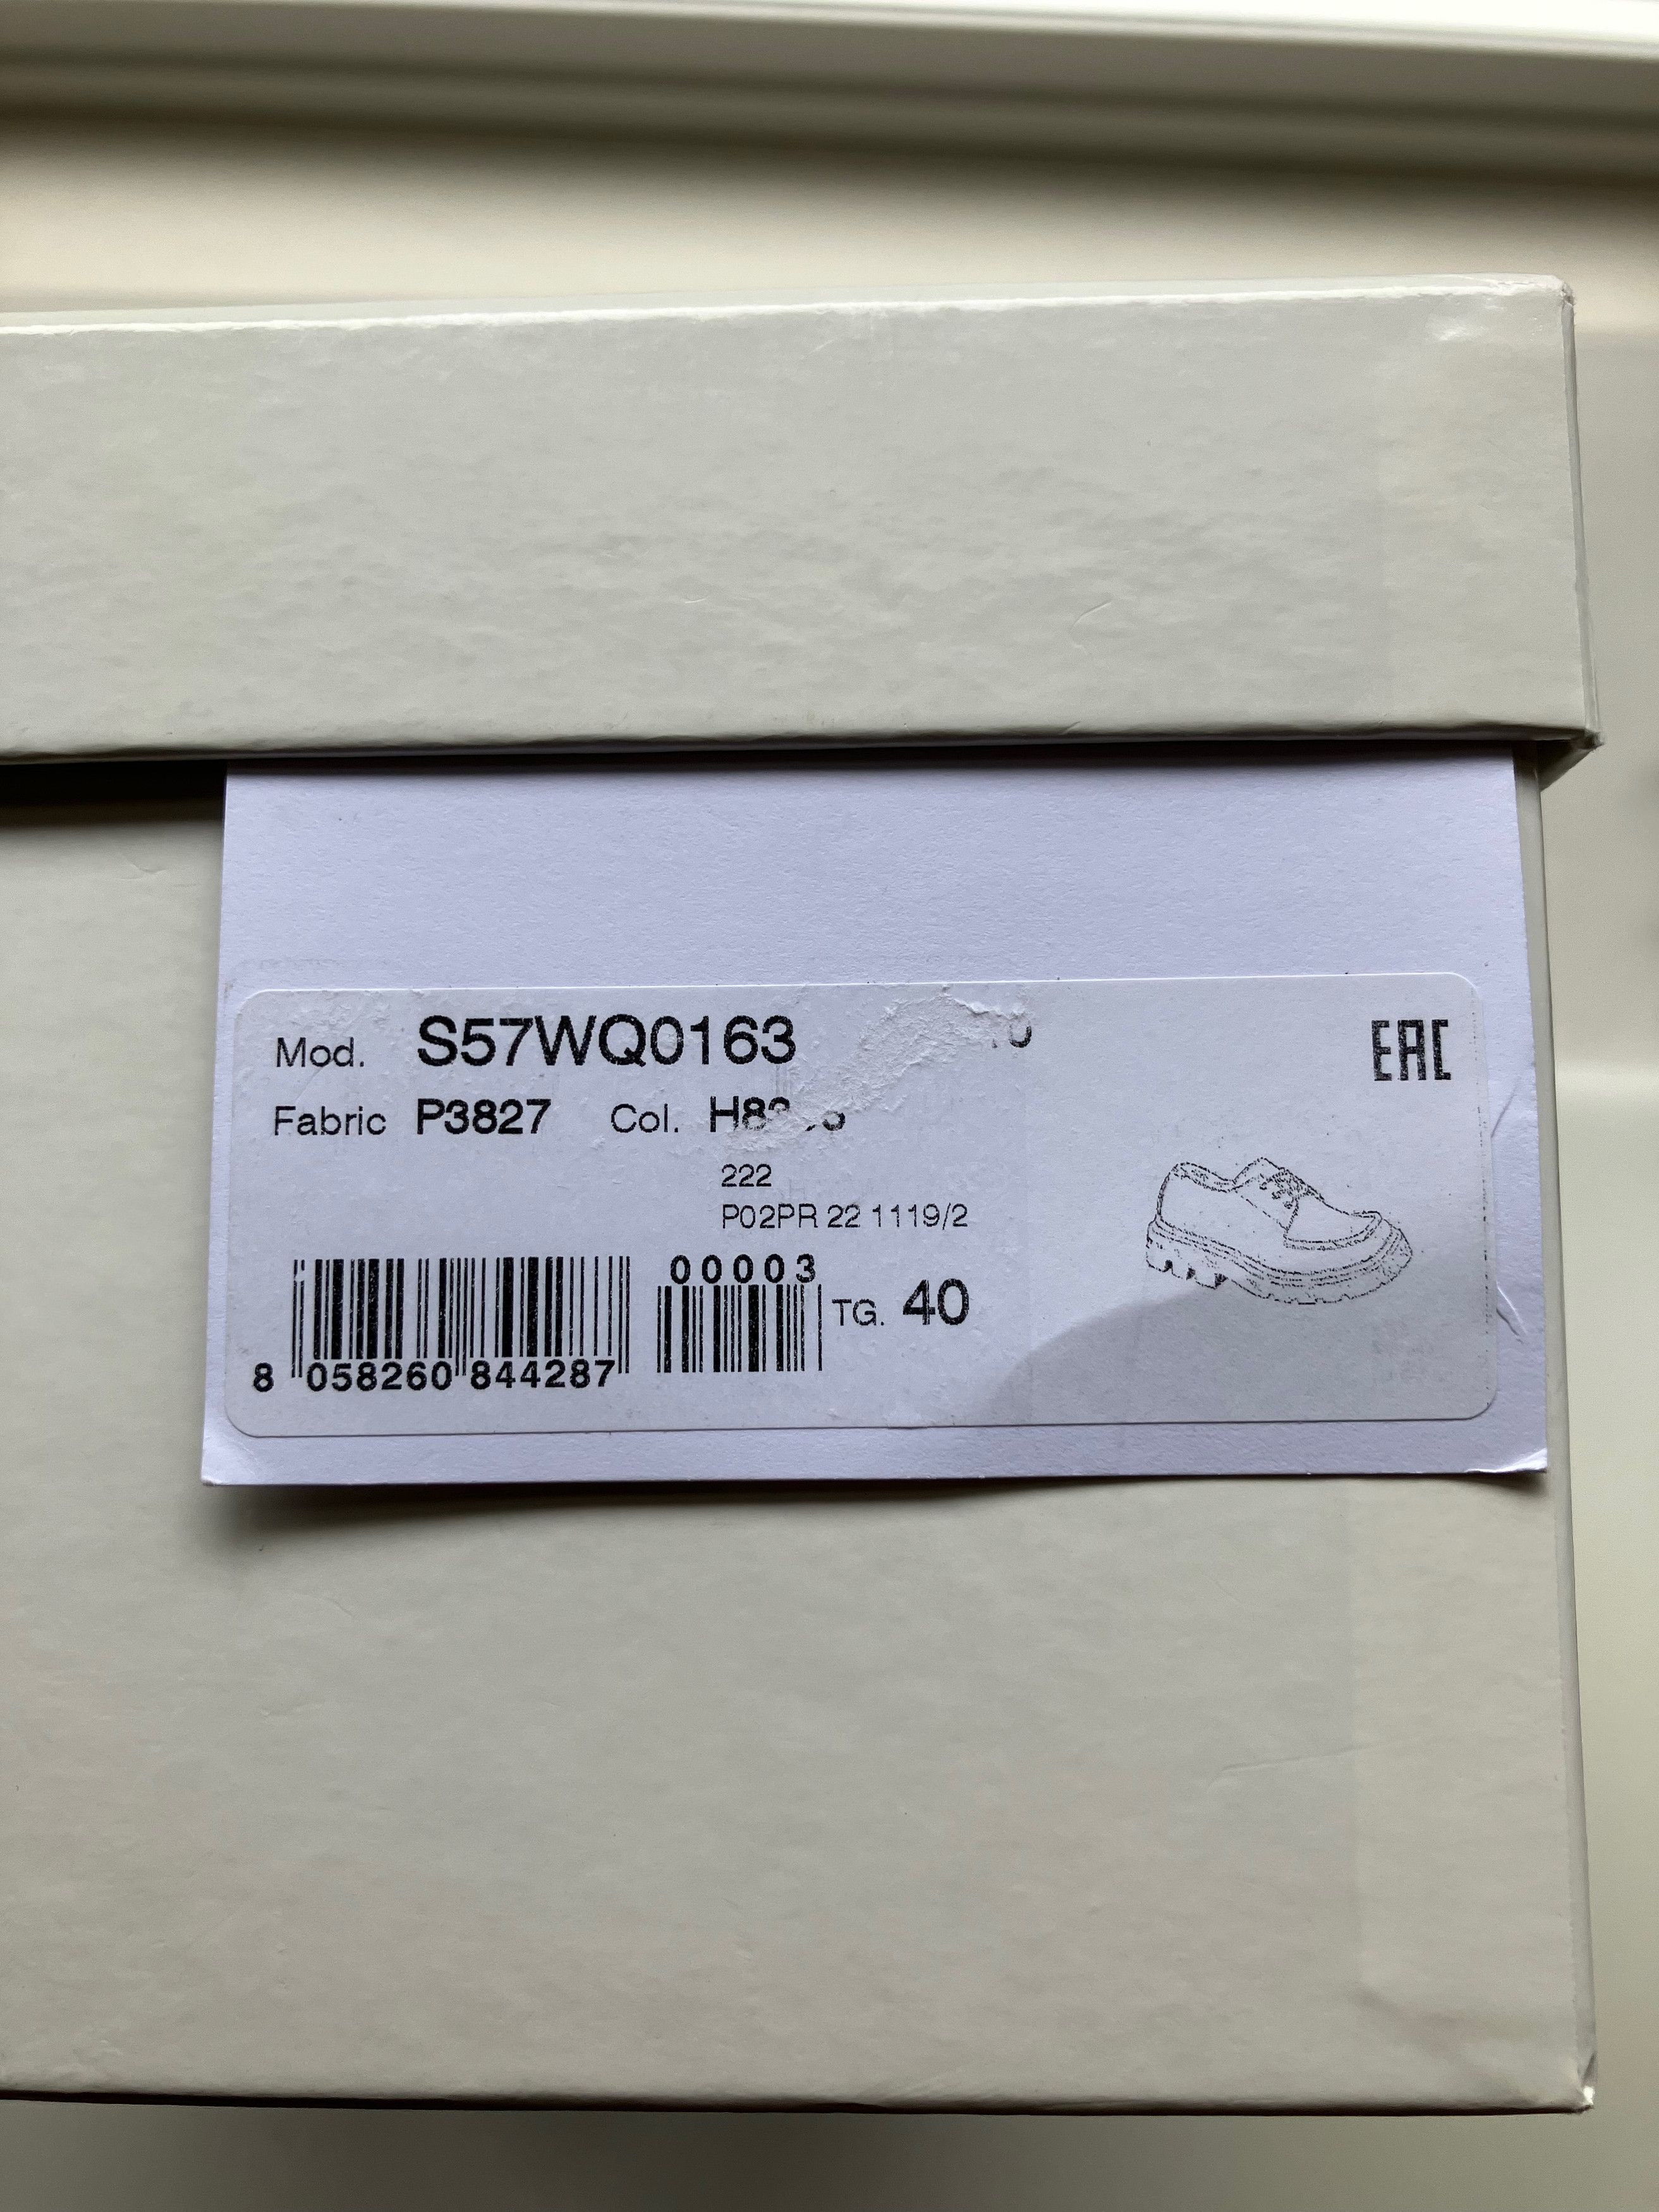 Mod. S57WQ0163
EAC
Fabric P3827 Col.
222
P02PR 22 1119/2
00003
TG. 40
8 058260 844287